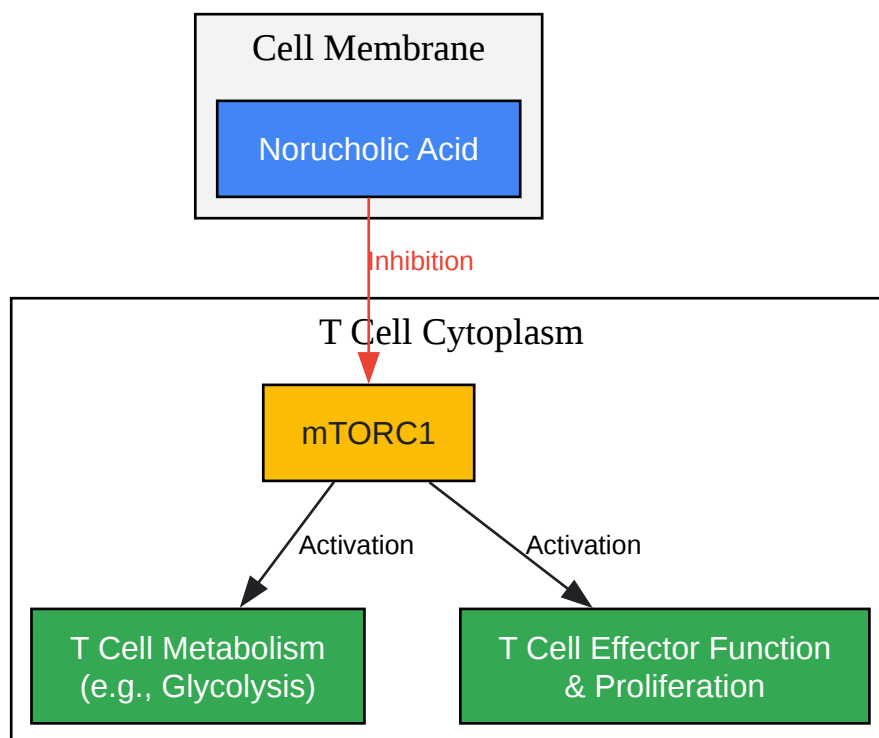 Cell Membrane
Norucholic Acid
Inhibition
T Cell Cytoplasm
mTORC1
Activation
Activation
T Cell Metabolism
(e.g., Glycolysis)
T Cell Effector Function
& Proliferation